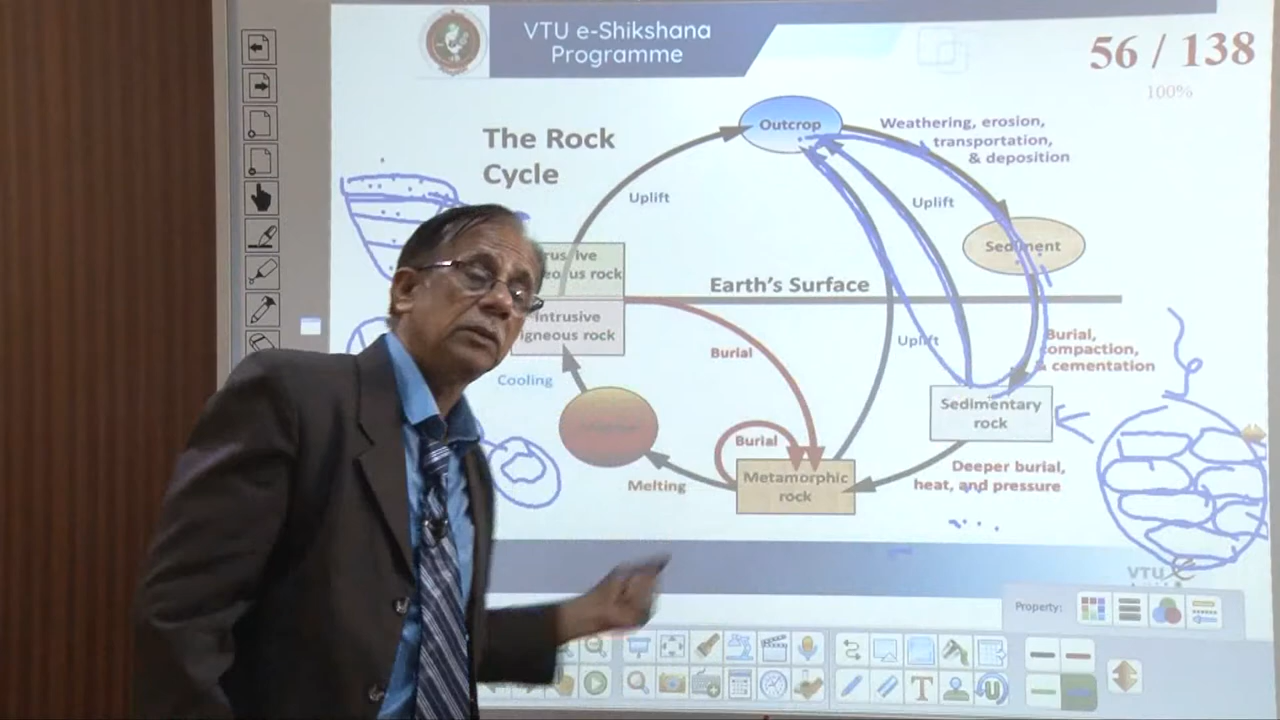 VTU e-Shikshana
Programme
56 / 138
100%
The Rock
Cycle
Outcrop
Weathering, erosion,
transportation,
& deposition
Uplift
Uplift
Sediment
Earth's Surface
Intrusive
igneous rock
Burial
Uplift
Burial,
compaction,
& cementation
Cooling
Sedimentary
rock
Burial
Melting
Metamorphic
rock
Deeper burial,
heat, and pressure
VTU
Property: